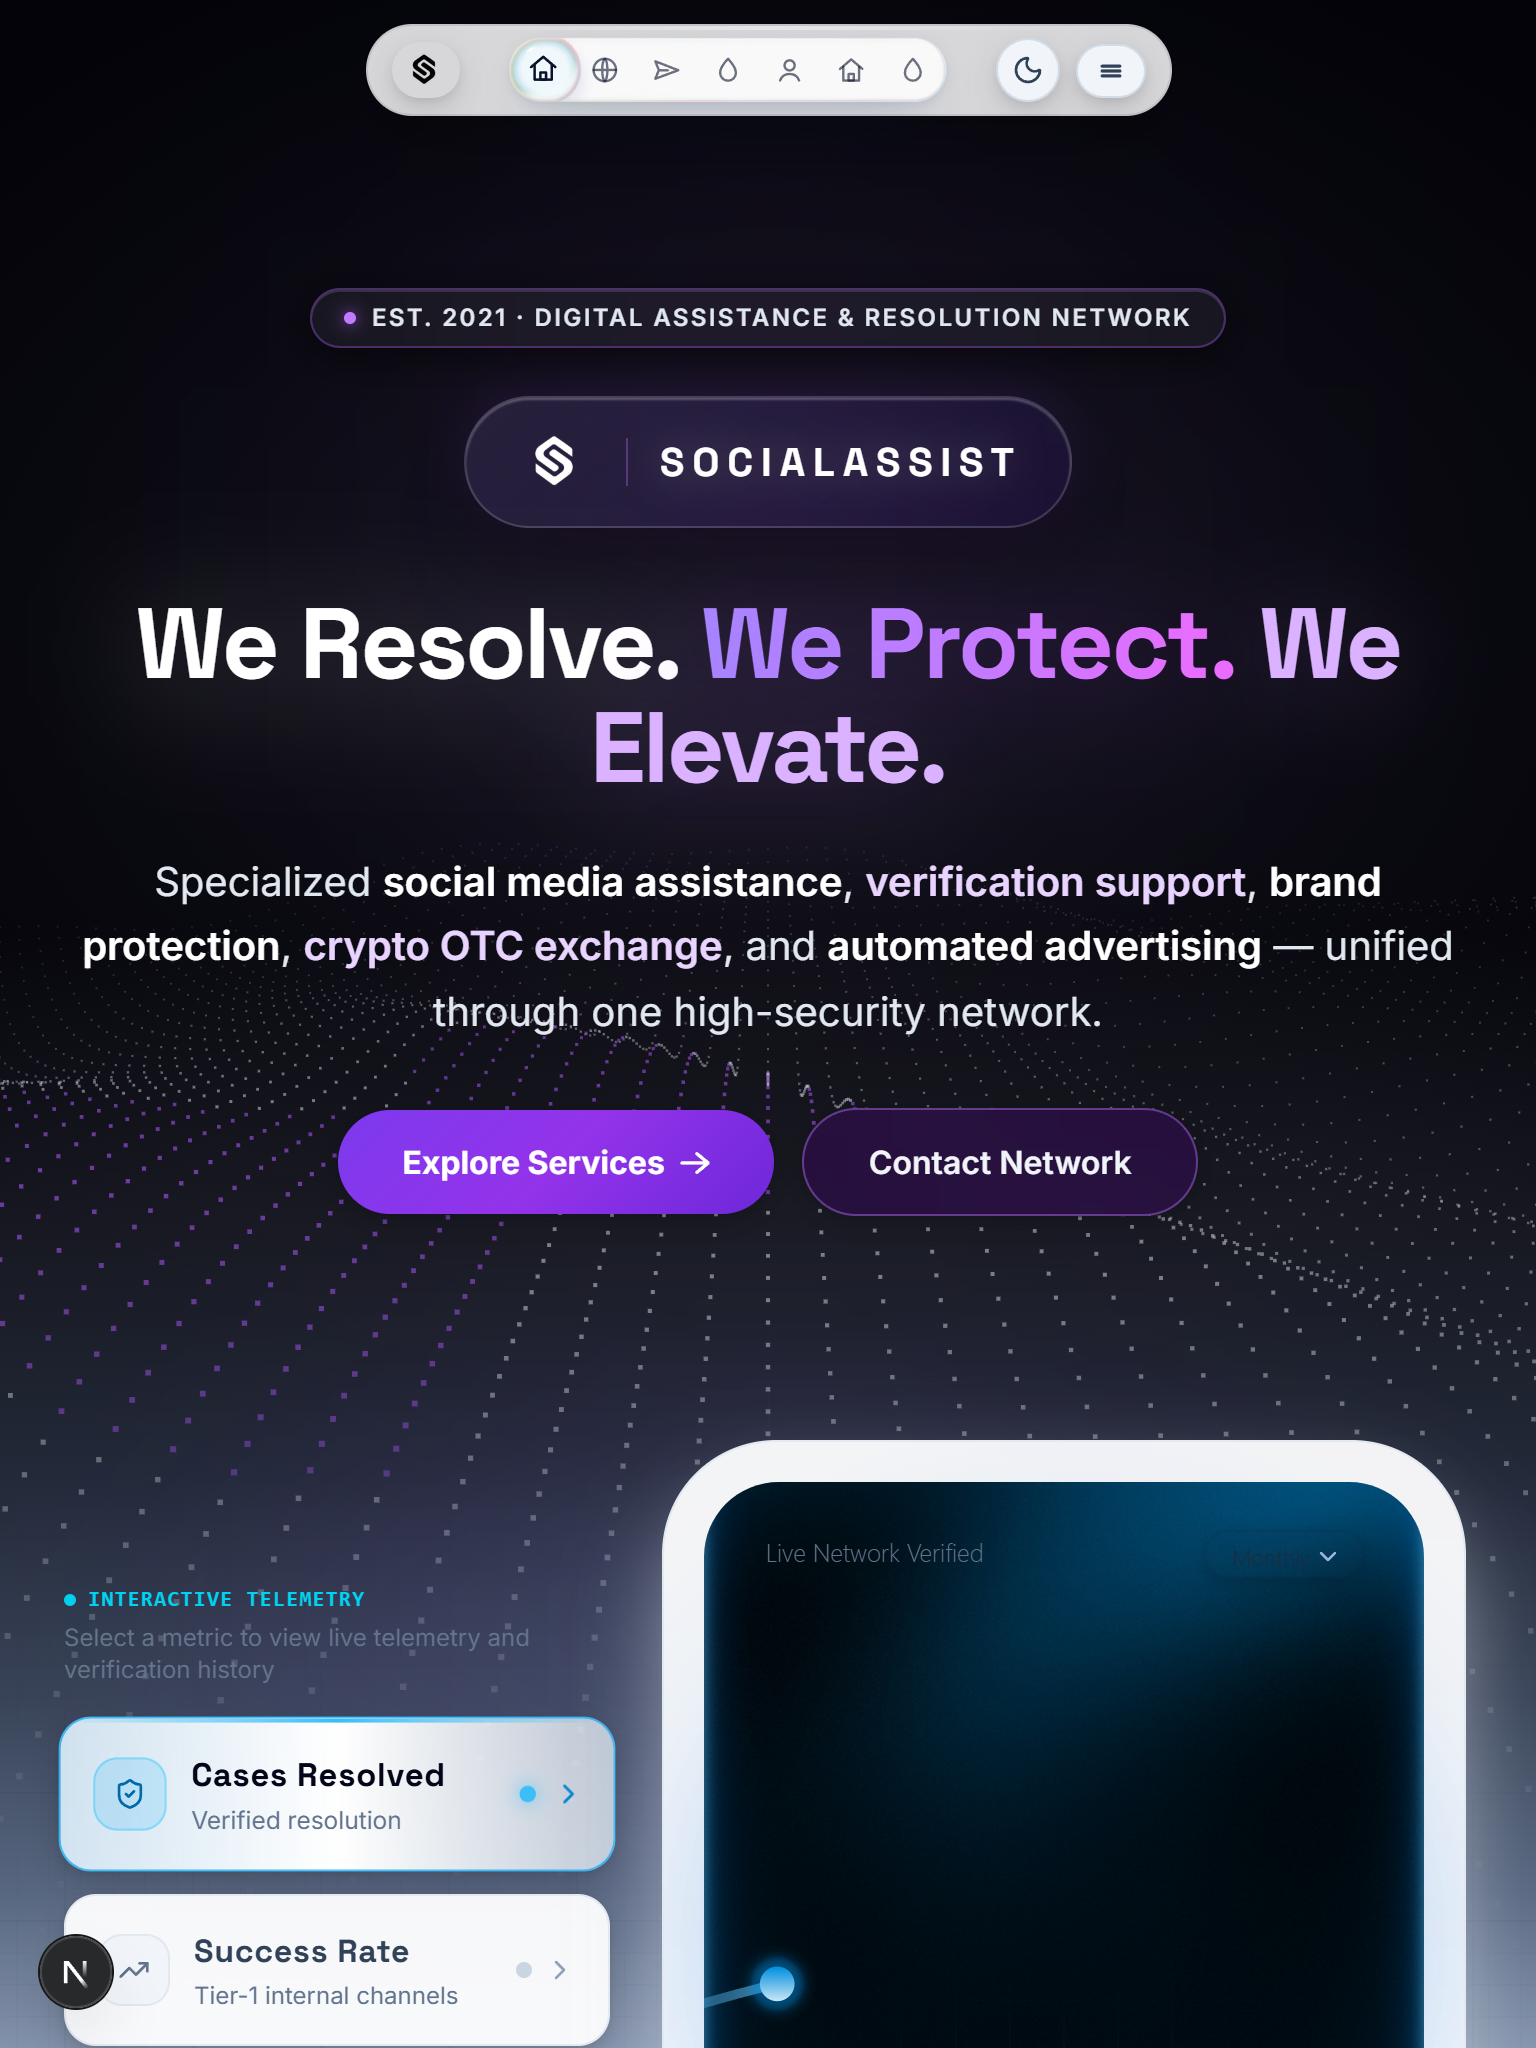 EST. 2021 · DIGITAL ASSISTANCE & RESOLUTION NETWORK
SOCIALASSIST
We Resolve. We Protect. We
Elevate.
Specialized social media assistance, verification support, brand
protection, crypto OTC exchange, and automated advertising — unified
through one high-security network.
Explore Services →
Contact Network
Live Network Verified
Monthly
INTERACTIVE TELEMETRY
Select a metric to view live telemetry and
verification history
Cases Resolved
Verified resolution
Success Rate
Tier-1 internal channels
N